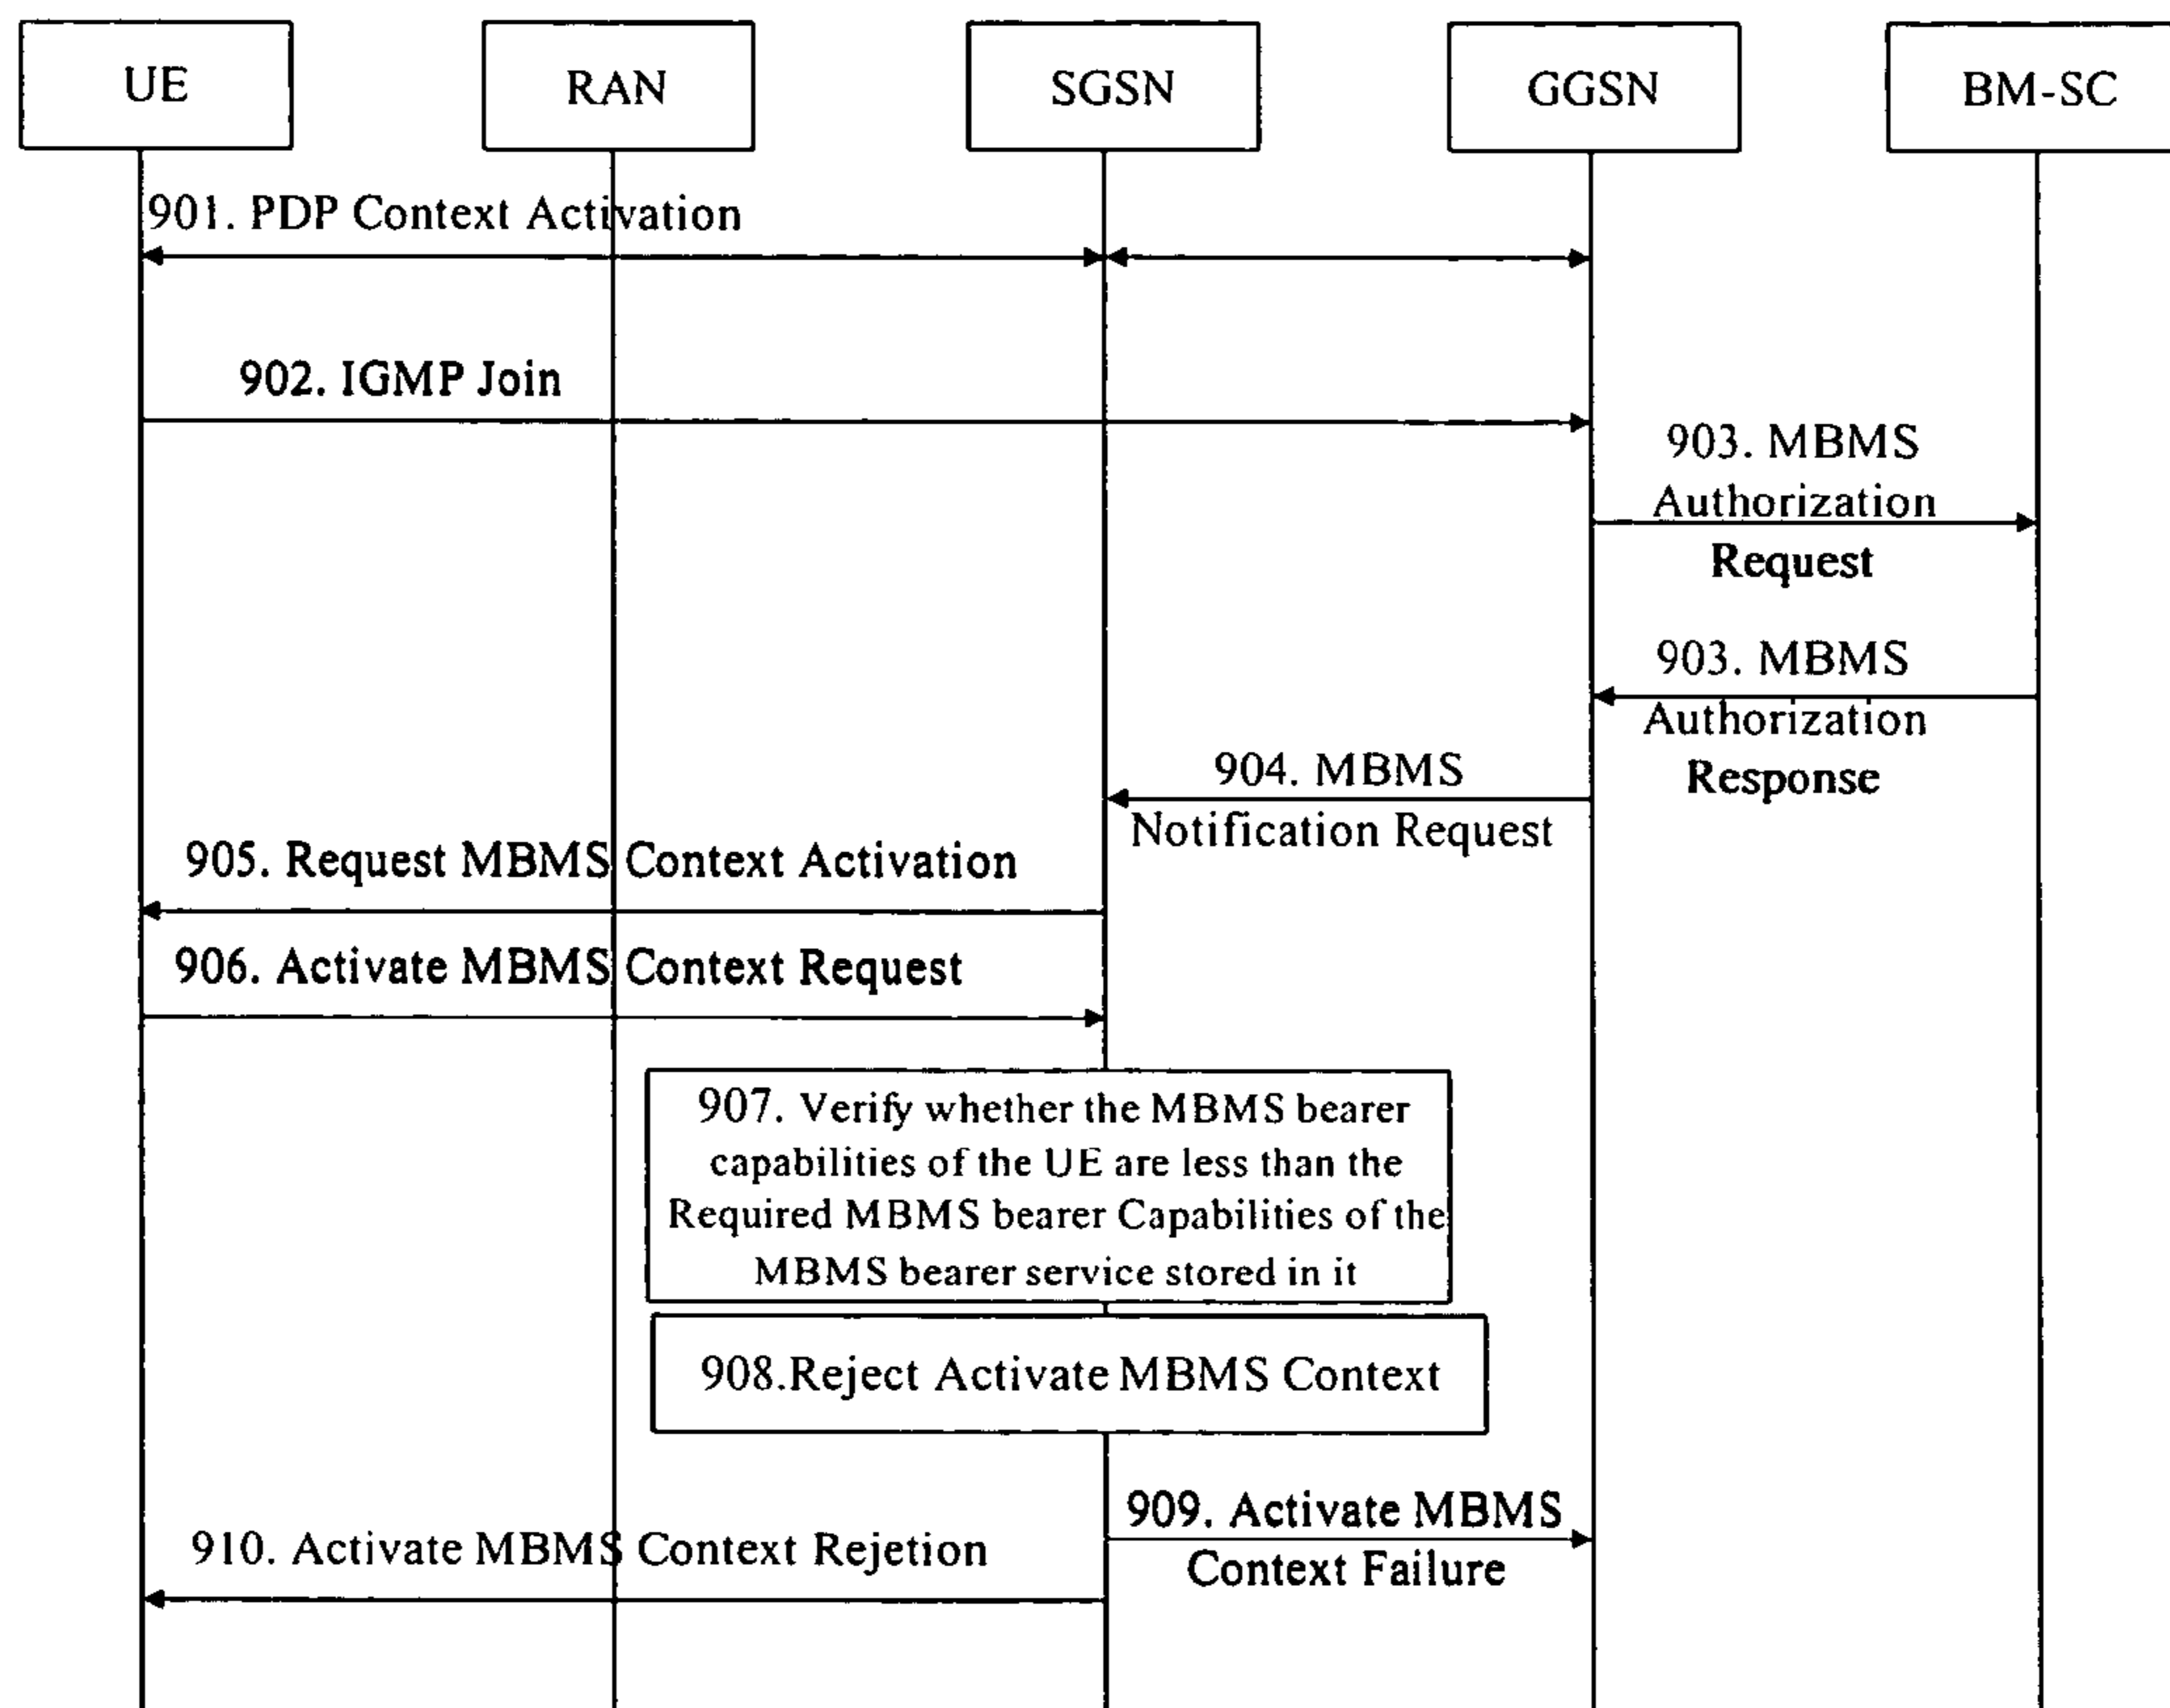 UE
RAN
SGSN
GGSN
BM-SC
901. PDP Context Activation
902. IGMP Join
903. MBMS
Authorization
Request
903. MBMS
Authorization
Response
904. MBMS
Notification Request
905. Request MBMS Context Activation
906. Activate MBMS Context Request
907. Verify whether the MBMS bearer
capabilities of the UE are less than the
Required MBMS bearer Capabilities of the
MBMS bearer service stored in it
908.Reject Activate MBMS Context
909. Activate MBMS
Context Failure
910. Activate MBMS Context Rejetion